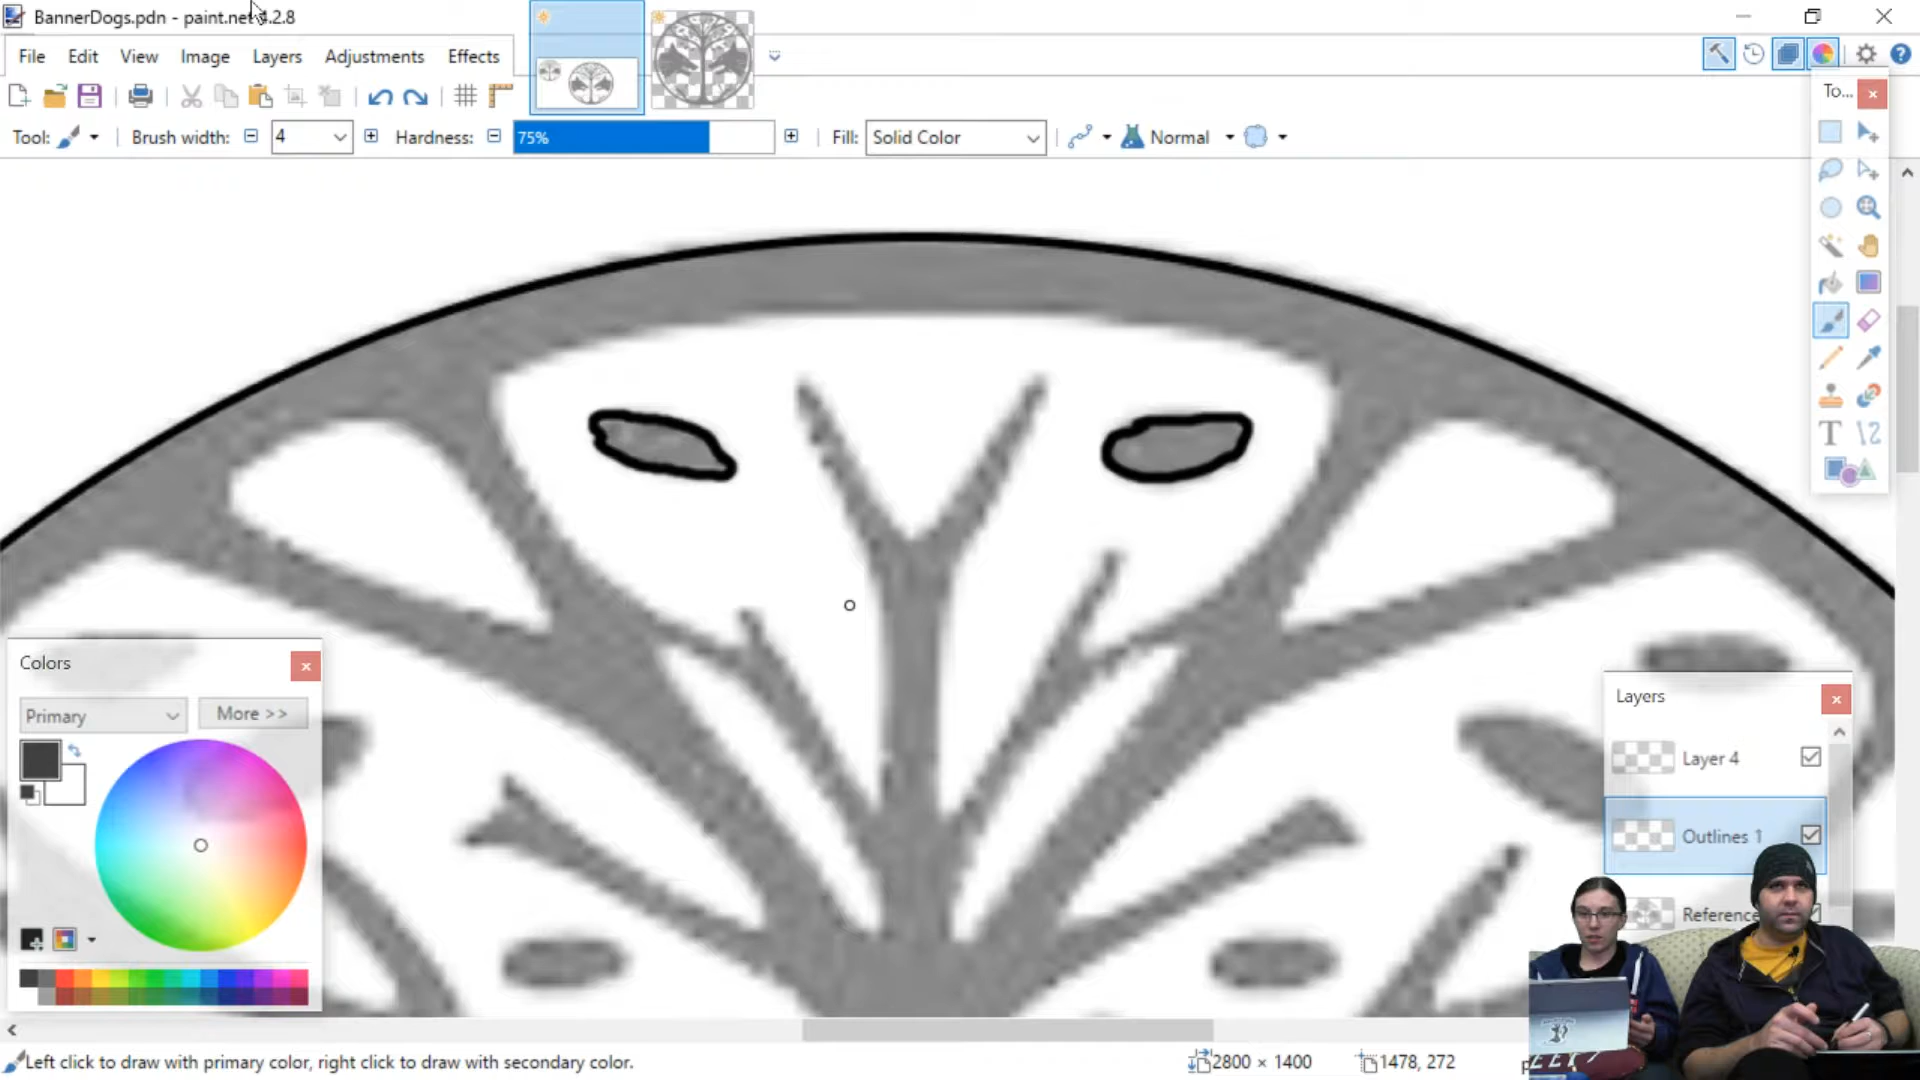 BannerDogs.pdn - paint.net 4.2.8
File Edit View Image Layers Adjustments Effects
Tool: Brush width: 4 Hardness: 75% Fill: Solid Color Normal
To...
Colors
Primary More >>
Layers
Layer 4
Outlines 1
Reference
Left click to draw with primary color, right click to draw with secondary color.
2800 × 1400 1478, 272